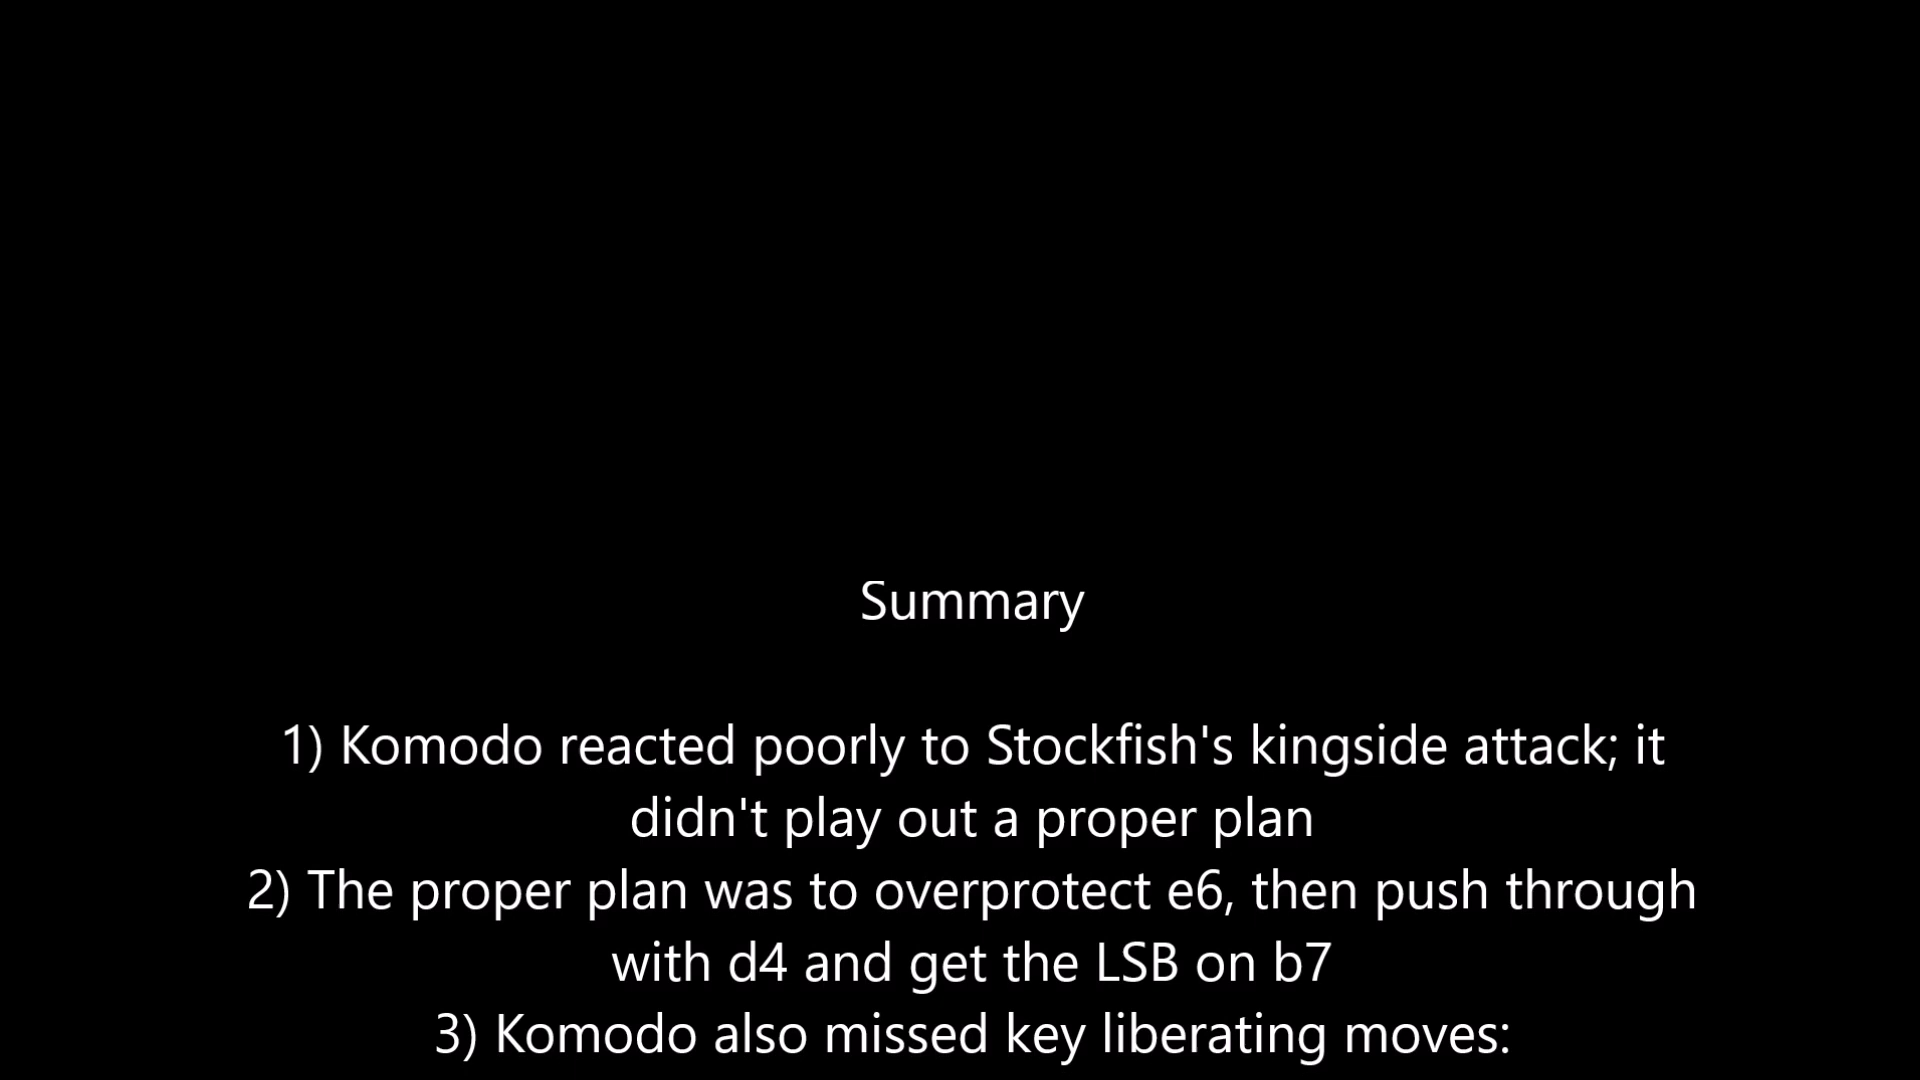 Summary
1) Komodo reacted poorly to Stockfish's kingside attack; it
didn't play out a proper plan
2) The proper plan was to overprotect e6, then push through
with d4 and get the LSB on b7
3) Komodo also missed key liberating moves: